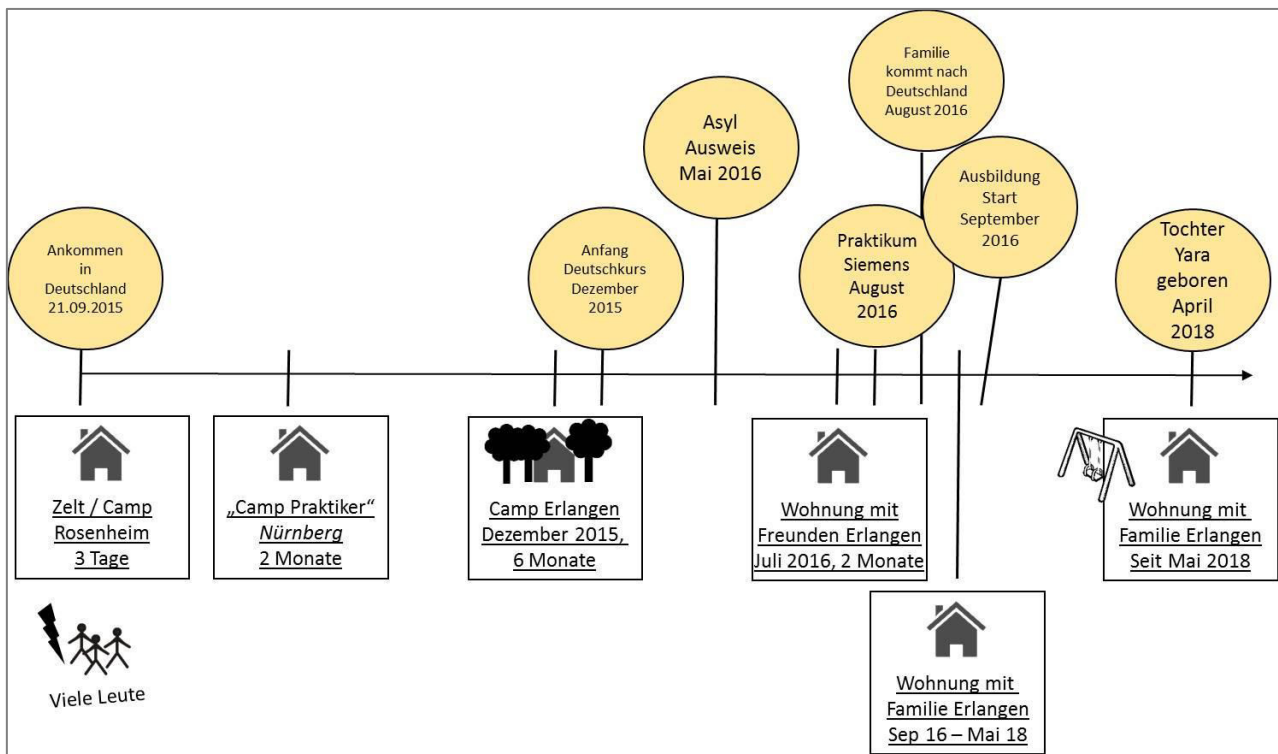 Ankommen
in
Deutschland
21.09.2015
Anfang
Deutschkurs
Dezember
2015
Asyl
Ausweis
Mai 2016
Praktikum
Siemens
August
2016
Familie
kommt nach
Deutschland
August 2016
Ausbildung
Start
September
2016
Tochter
Yara
geboren
April
2018
Zelt / Camp
Rosenheim
3 Tage
„Camp Praktiker“
Nürnberg
2 Monate
Camp Erlangen
Dezember 2015,
6 Monate
Wohnung mit
Freunden Erlangen
Juli 2016, 2 Monate
Wohnung mit
Familie Erlangen
Seit Mai 2018
Viele Leute
Wohnung mit
Familie Erlangen
Sep 16 – Mai 18